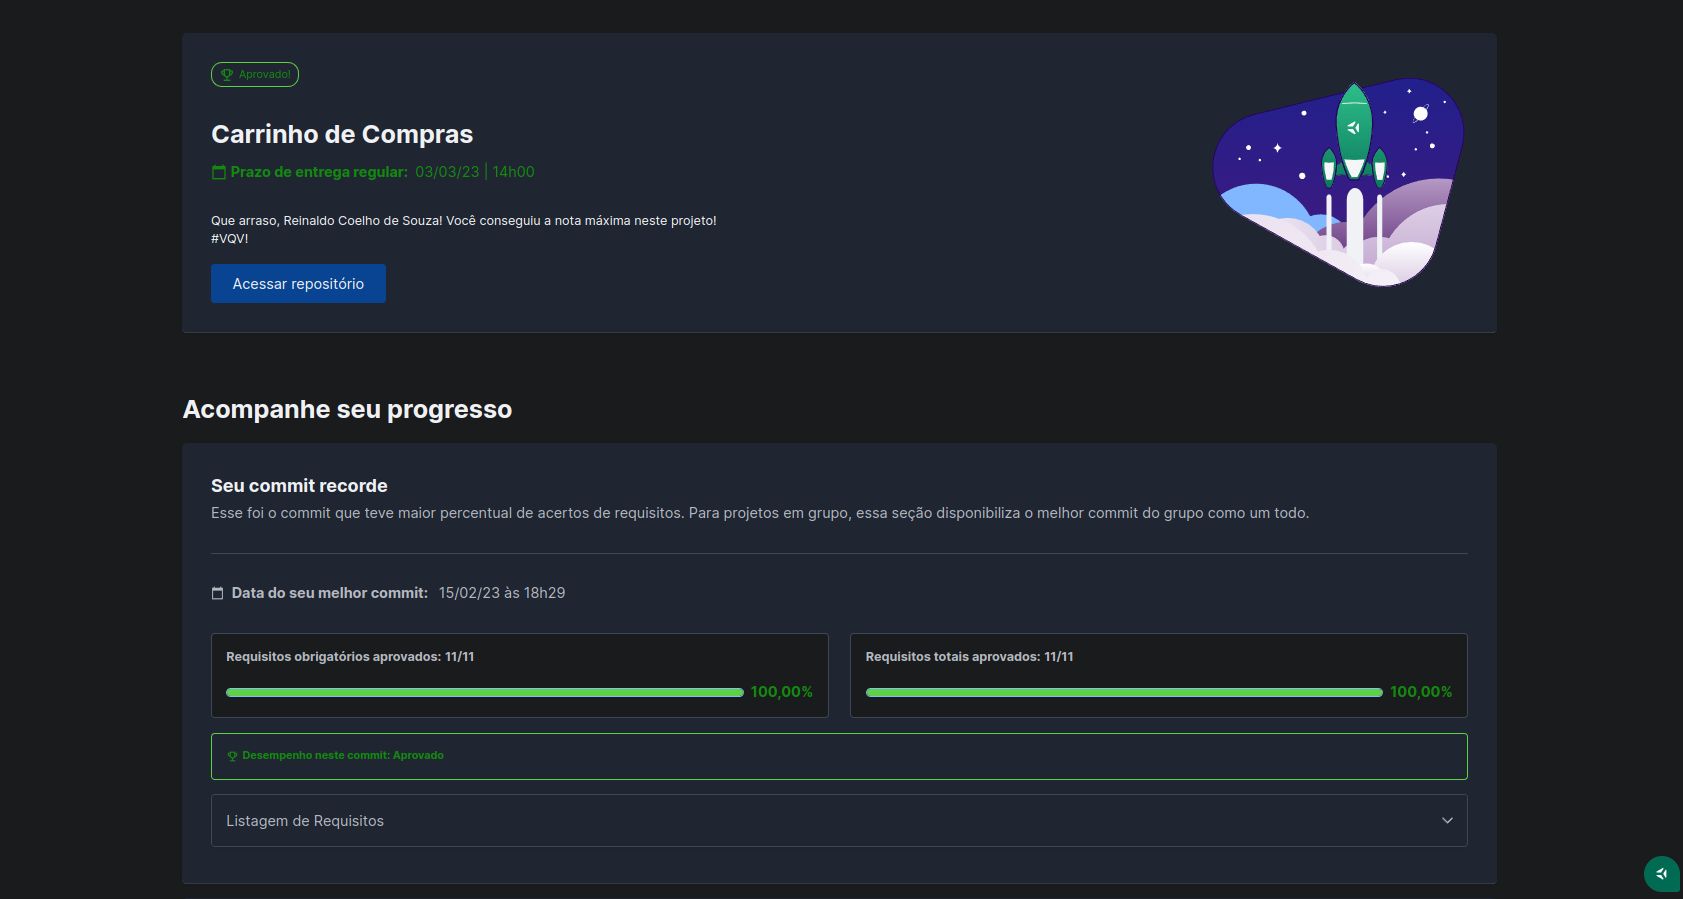 Aprovado!
Carrinho de Compras
Prazo de entrega regular: 03/03/23 | 14h00
Que arraso, Reinaldo Coelho de Souza! Você conseguiu a nota máxima neste projeto!
#VQV!
Acessar repositório
Acompanhe seu progresso
Seu commit recorde
Esse foi o commit que teve maior percentual de acertos de requisitos. Para projetos em grupo, essa seção disponibiliza o melhor commit do grupo como um todo.
Data do seu melhor commit: 15/02/23 às 18h29
Requisitos obrigatórios aprovados: 11/11
100,00%
Requisitos totais aprovados: 11/11
100,00%
Desempenho neste commit: Aprovado
Listagem de Requisitos